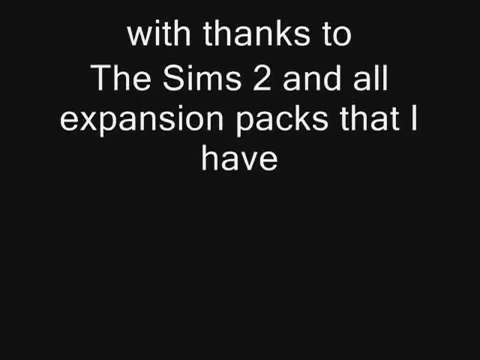 with thanks to
The Sims 2 and all
expansion packs that I
have